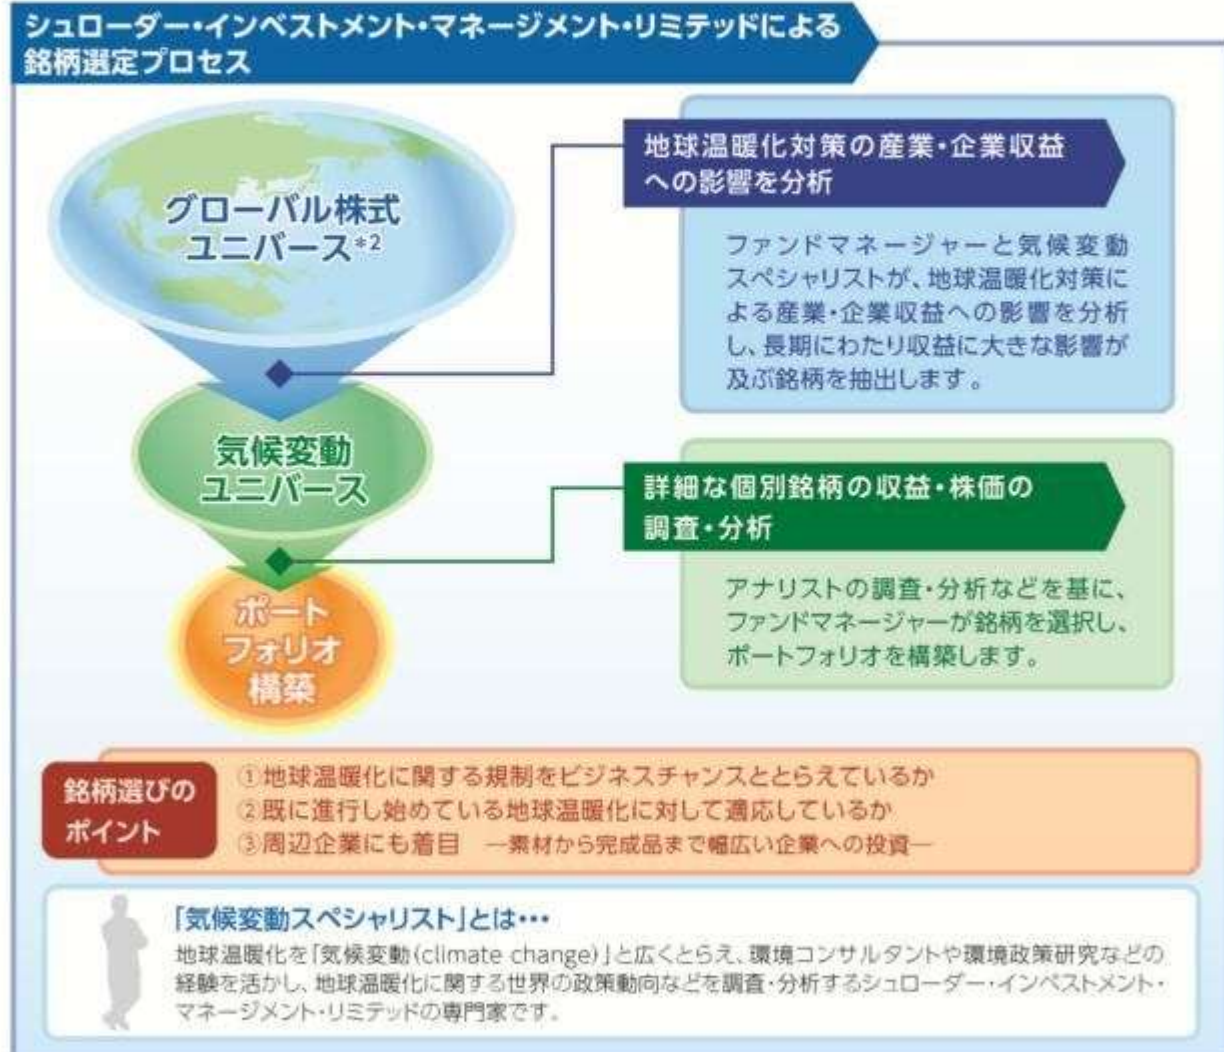 シュローダー・インベストメント・マネージメント・リミテッドによる
銘柄選定プロセス
グローバル株式
ユニバース*2
地球温暖化対策の産業・企業収益
への影響を分析
ファンドマネージャーと気候変動
スペシャリストが、地球温暖化対策に
よる産業・企業収益への影響を分析
し、長期にわたり収益に大きな影響が
及ぶ銘柄を抽出します。
気候変動
ユニバース
詳細な個別銘柄の収益・株価の
調査・分析
アナリストの調査・分析などを基に、
ファンドマネージャーが銘柄を選択し、
ポートフォリオを構築します。
ポート
フォリオ
構築
銘柄選びの
ポイント
①地球温暖化に関する規制をビジネスチャンスととらえているか
②既に進行し始めている地球温暖化に対して適応しているか
③周辺企業にも着目 ―素材から完成品まで幅広い企業への投資―
「気候変動スペシャリスト」とは・・・
地球温暖化を「気候変動(climate change)」と広くとらえ、環境コンサルタントや環境政策研究などの
経験を活かし、地球温暖化に関する世界の政策動向などを調査・分析するシュローダー・インベストメント・
マネージメント・リミテッドの専門家です。